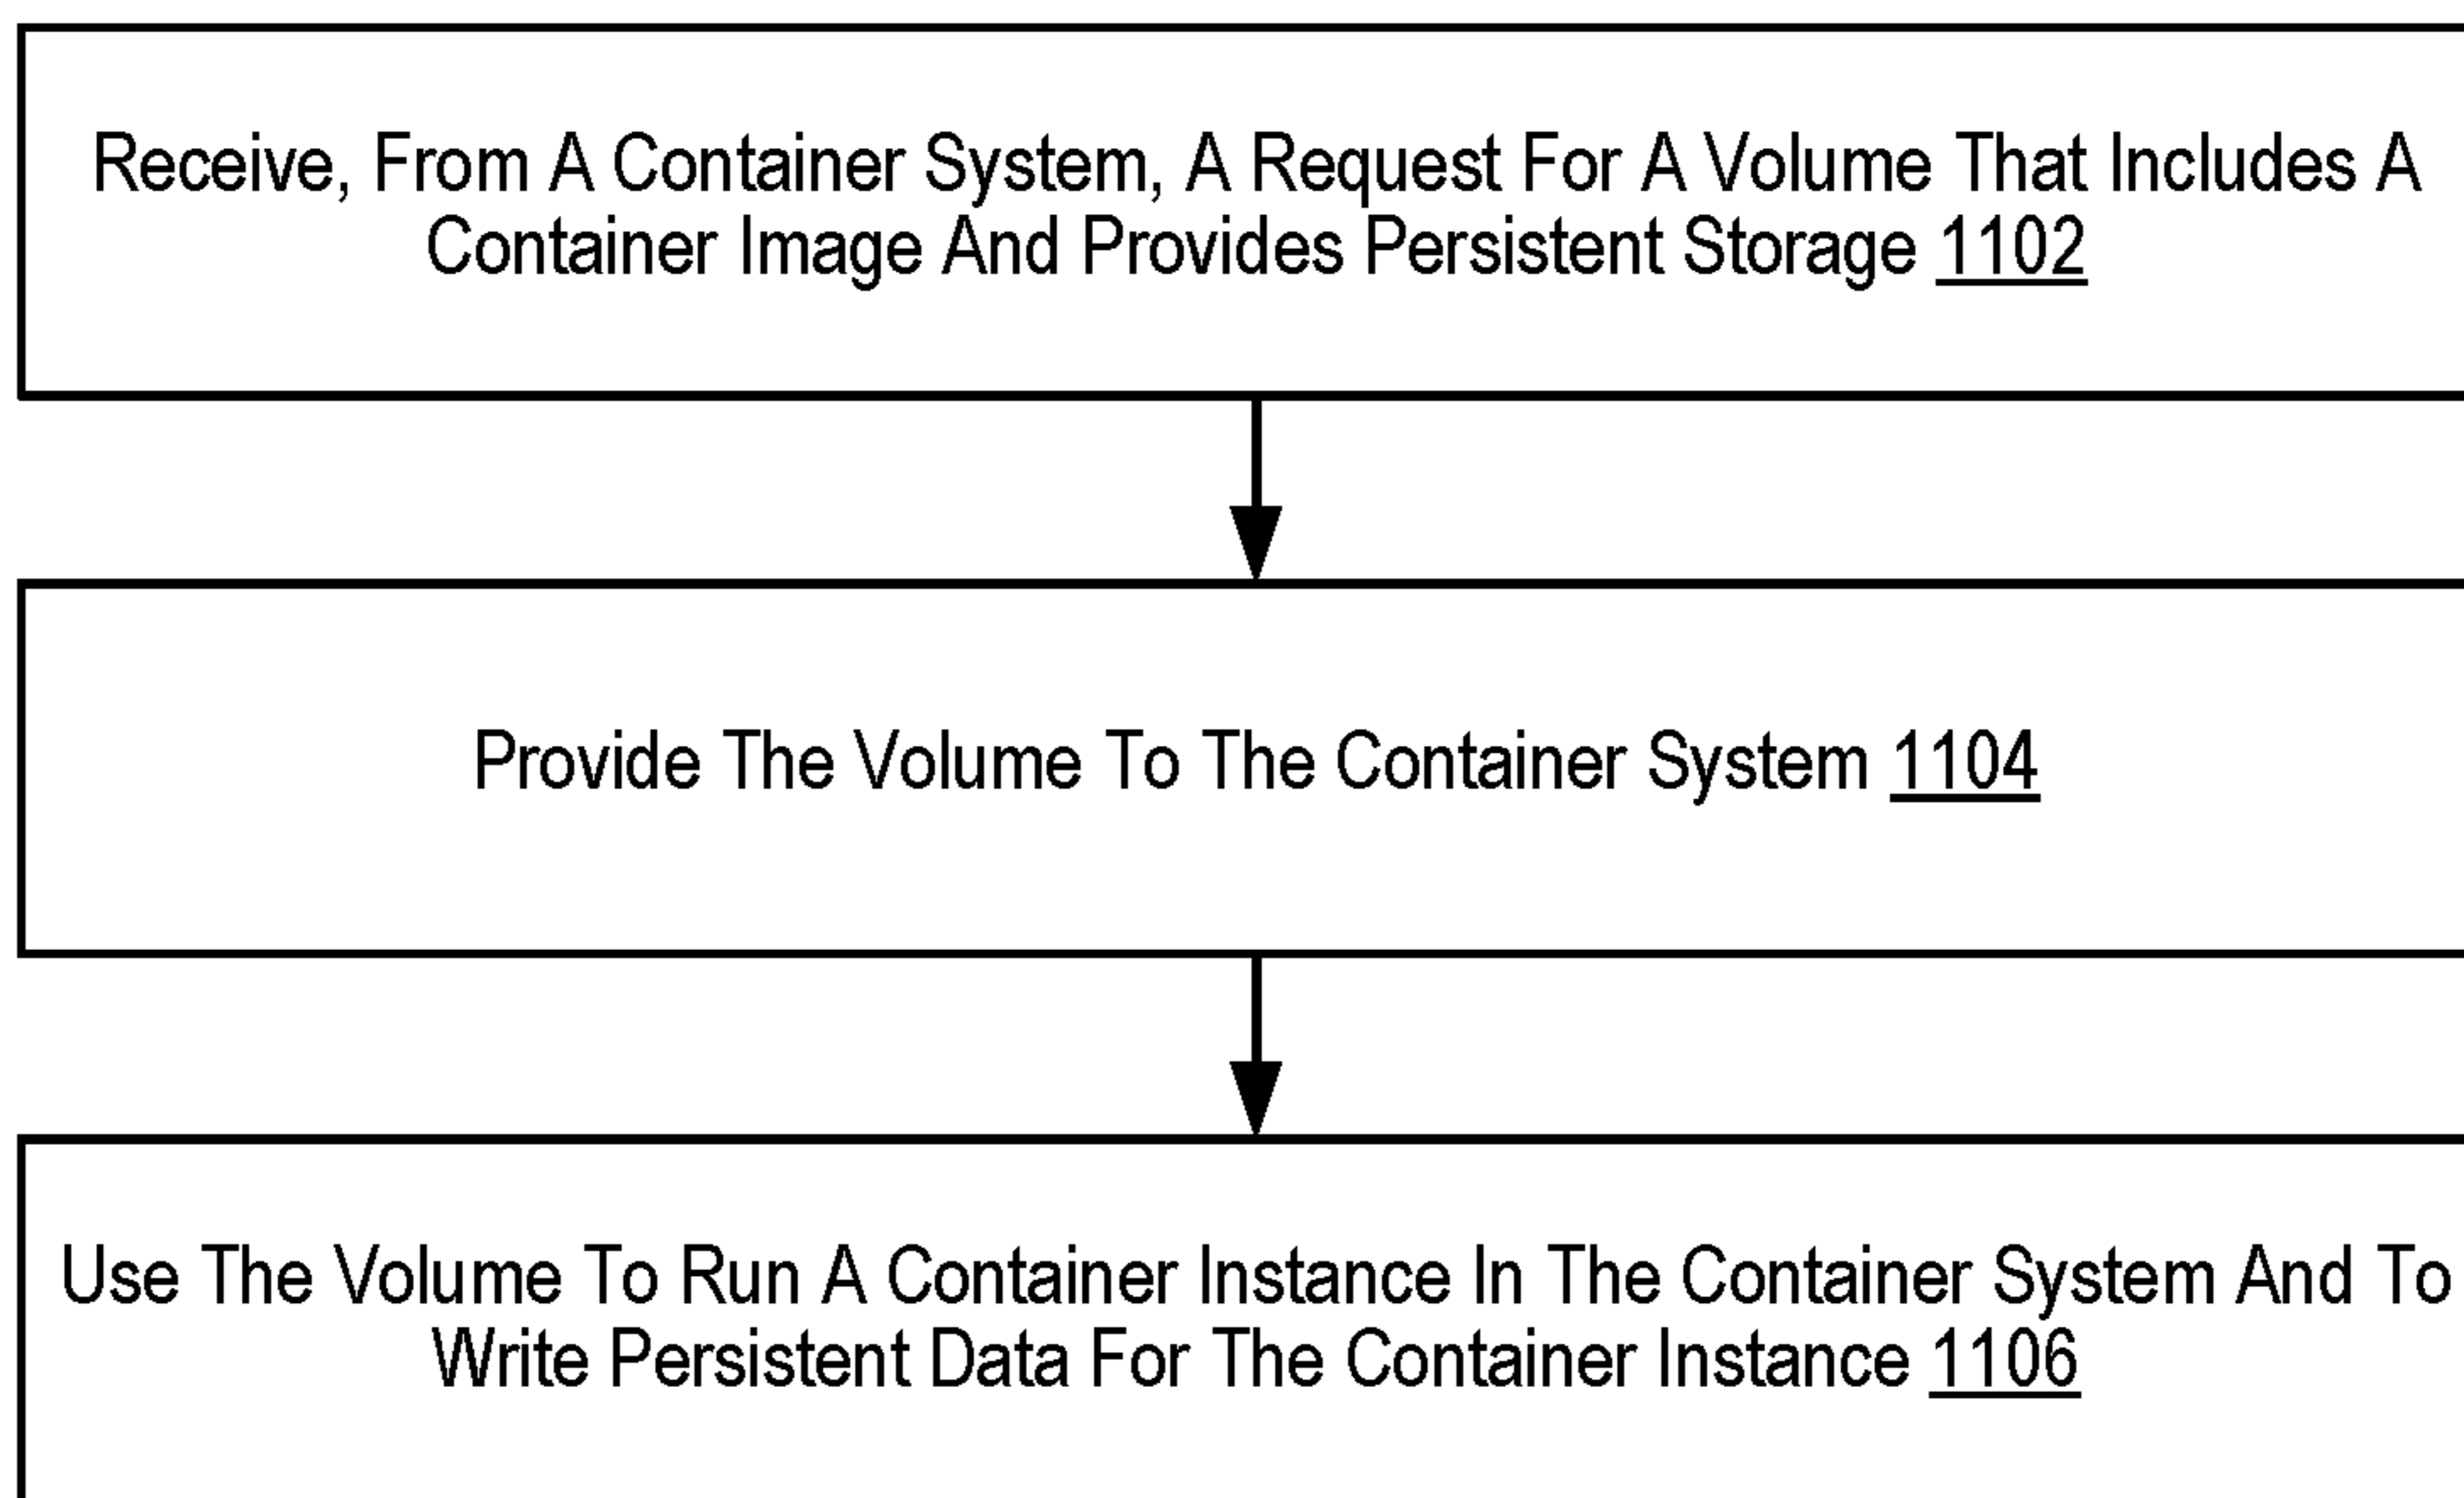 Receive, From A Container System, A Request For A Volume That Includes A
Container Image And Provides Persistent Storage 1102
Provide The Volume To The Container System 1104
Use The Volume To Run A Container Instance In The Container System And To
Write Persistent Data For The Container Instance 1106